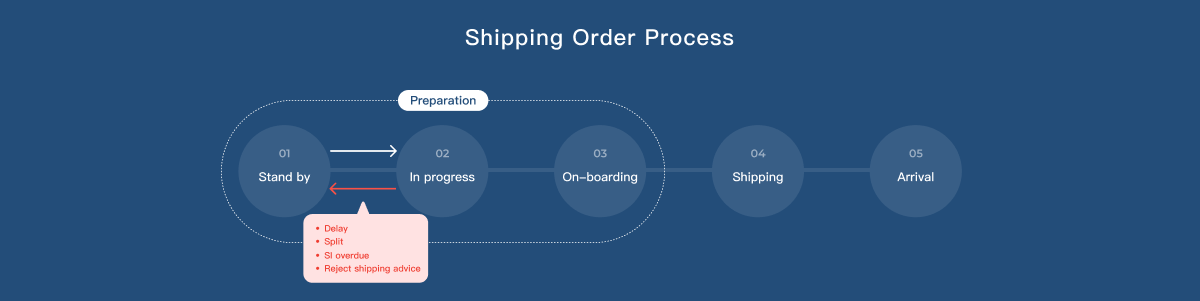 Shipping Order Process
Preparation
01
Stand by
02
In progress
03
On–boarding
04
Shipping
05
Arrival
• Delay
• Split
• SI overdue
• Reject shipping advice